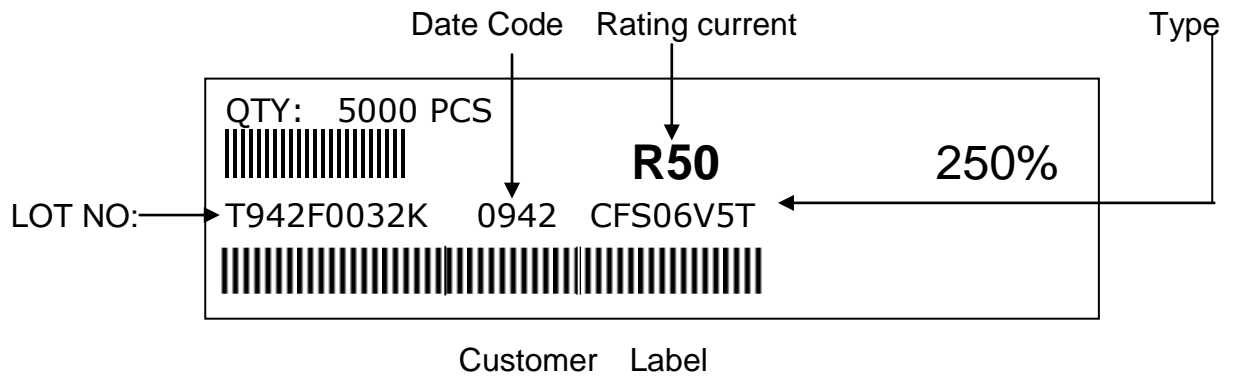 Date Code Rating current Type
QTY: 5000 PCS
R50 250%
LOT NO: T942F0032K 0942 CFS06V5T
Customer Label